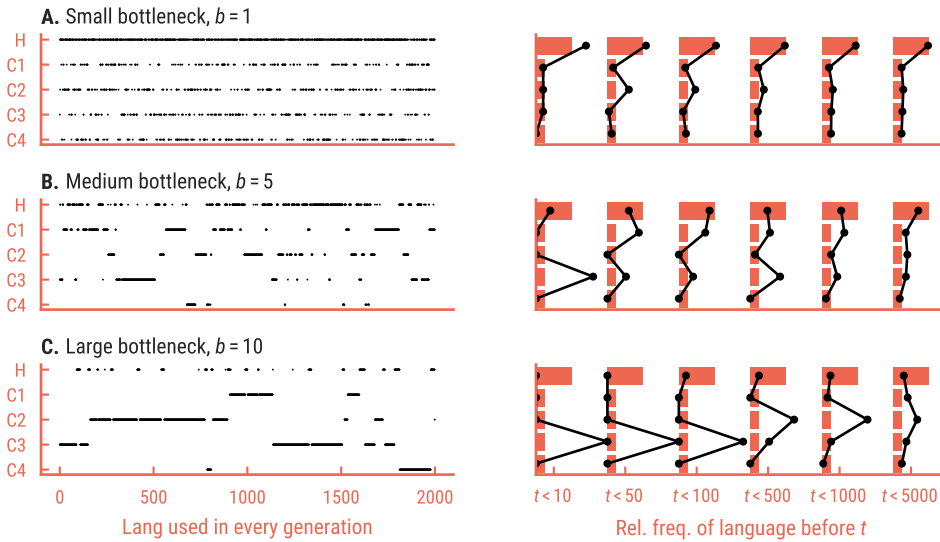 A. Small bottleneck, b = 1
H
C1
C2
C3
C4
B. Medium bottleneck, b = 5
H
C1
C2
C3
C4
C. Large bottleneck, b = 10
H
C1
C2
C3
C4
0 500 1000 1500 2000
t < 10 t < 50 t < 100 t < 500 t < 1000 t < 5000
Lang used in every generation
Rel. freq. of language before t